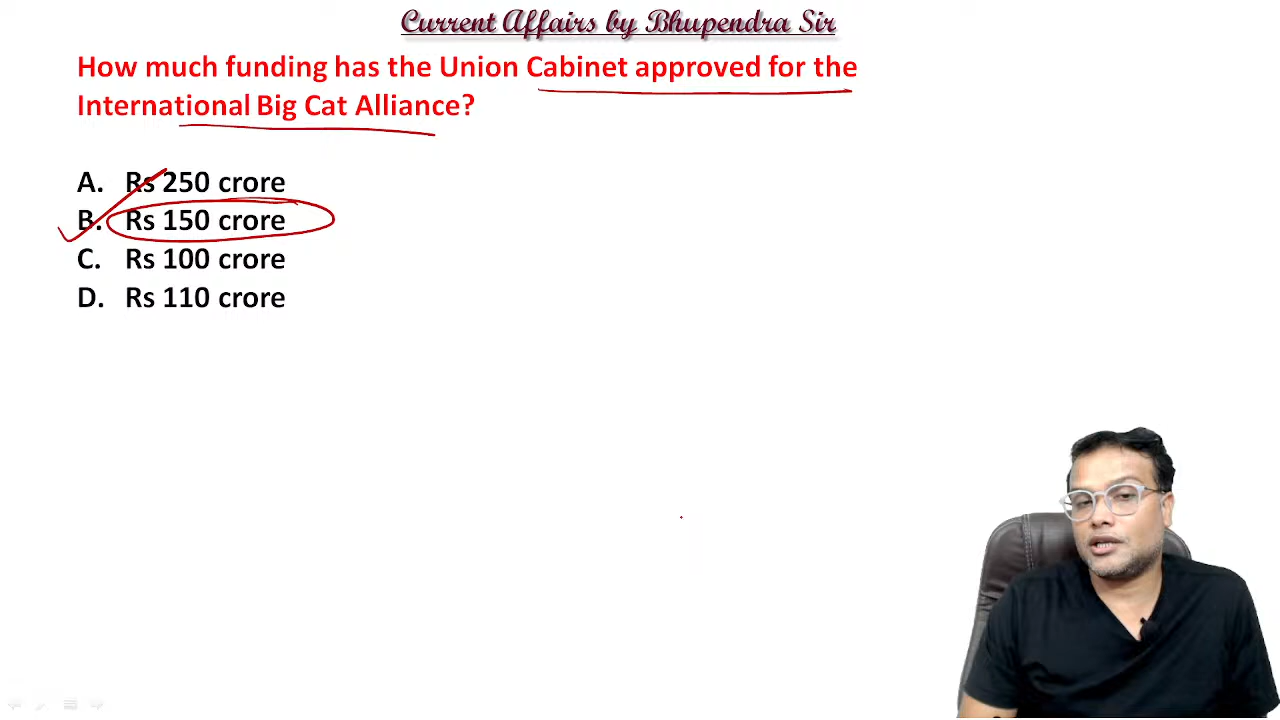 Current Affairs by Bhupendra Sir
How much funding has the Union Cabinet approved for the
International Big Cat Alliance?
A. Rs 250 crore
B. Rs 150 crore
C. Rs 100 crore
D. Rs 110 crore